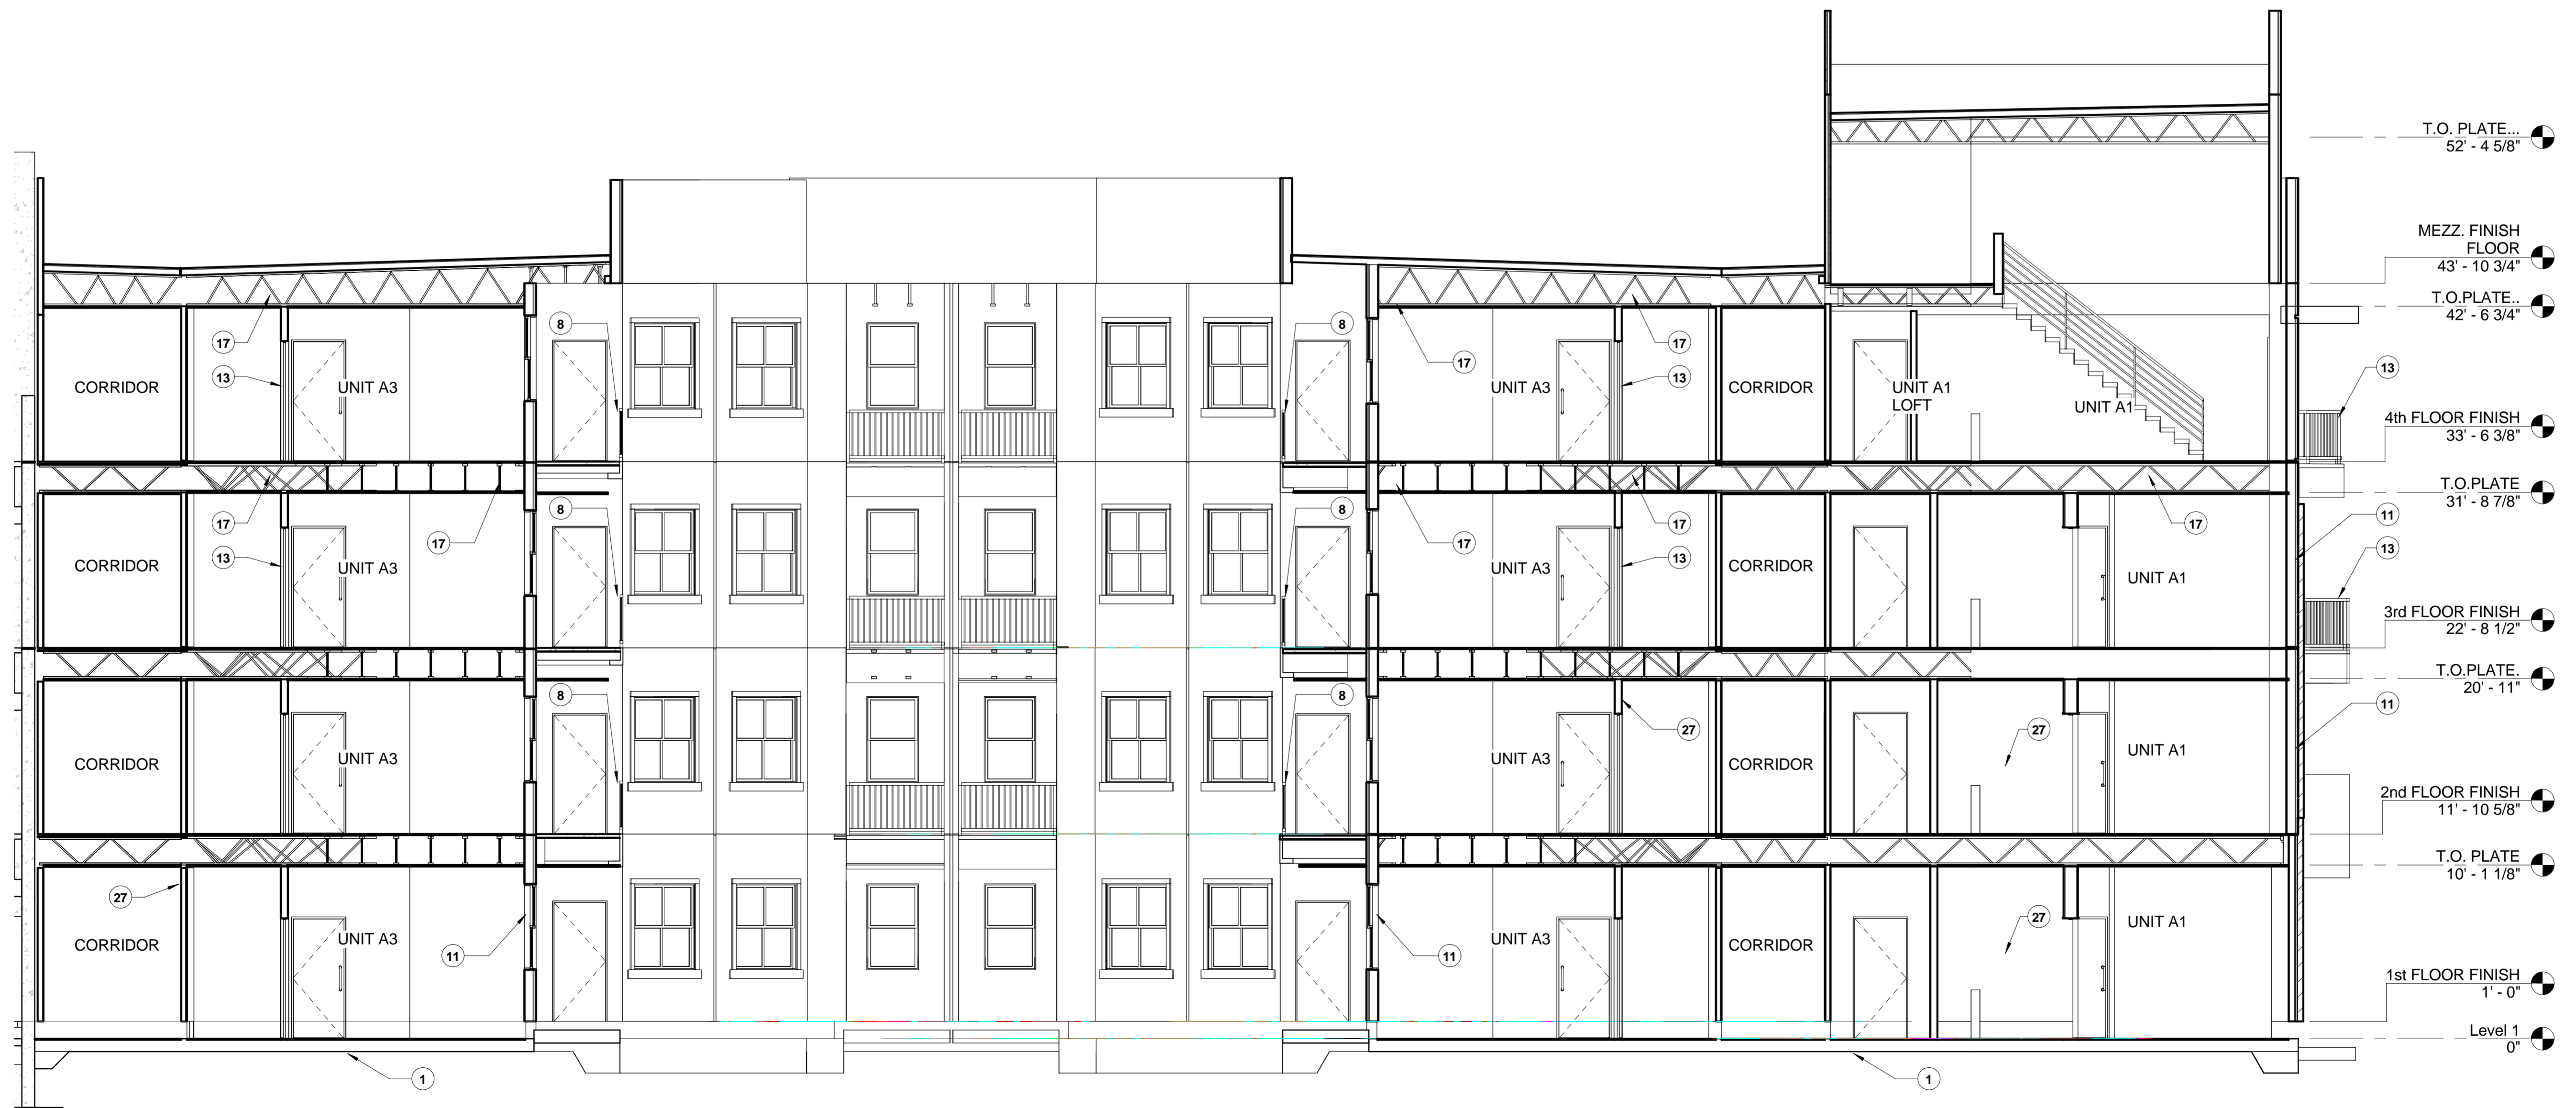 T.O. PLATE...
52' - 4 5/8"
MEZZ. FINISH
FLOOR
43' - 10 3/4"
T.O.PLATE..
42' - 6 3/4"
8
8
17
17
17
13
13
13
CORRIDOR
UNIT A3
UNIT A3
CORRIDOR
UNIT A1
LOFT
UNIT A1
4th FLOOR FINISH
33' - 6 3/8"
T.O.PLATE
31' - 8 7/8"
8
8
17
17
17
17
17
11
13
13
13
CORRIDOR
UNIT A3
UNIT A3
CORRIDOR
UNIT A1
3rd FLOOR FINISH
22' - 8 1/2"
T.O.PLATE.
20' - 11"
8
8
11
27
27
CORRIDOR
UNIT A3
UNIT A3
CORRIDOR
UNIT A1
2nd FLOOR FINISH
11' - 10 5/8"
T.O. PLATE
10' - 1 1/8"
27
27
CORRIDOR
UNIT A3
11
11
UNIT A3
CORRIDOR
UNIT A1
1st FLOOR FINISH
1' - 0"
Level 1
0"
1
1